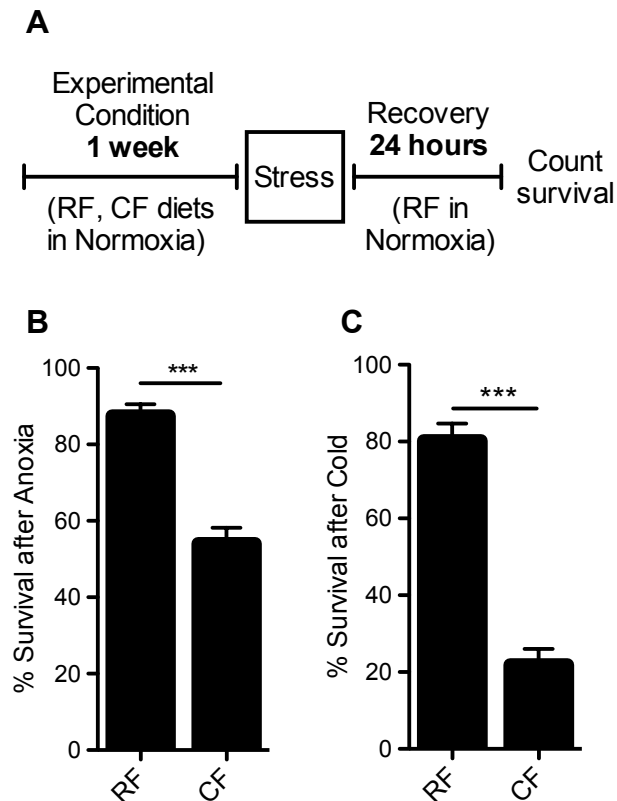 A
Experimental
Condition
1 week
(RF, CF diets
in Normoxia)
Stress
Recovery
24 hours
(RF in
Normoxia)
Count
survival
B
% Survival after Anoxia
100
80
60
40
20
0
***
RF
CF
C
% Survival after Cold
100
80
60
40
20
0
***
RF
CF